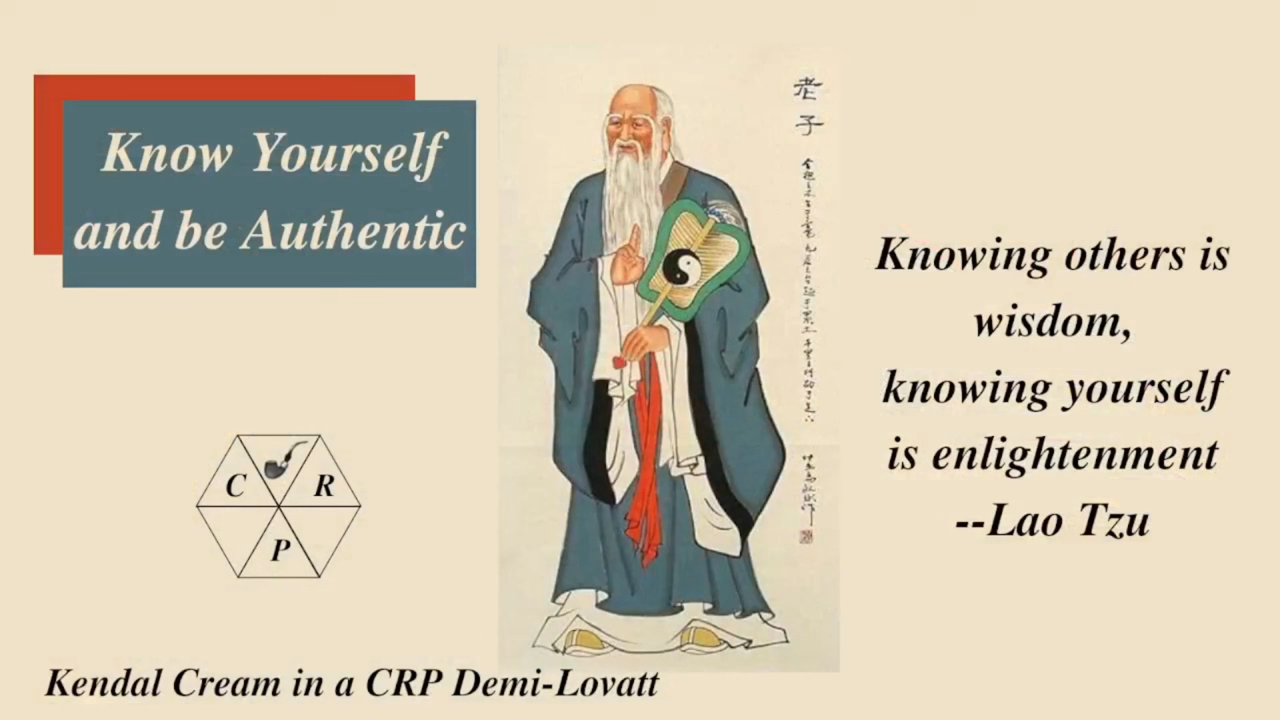 Know Yourself
and be Authentic
老
子
Knowing others is
wisdom,
knowing yourself
is enlightenment
--Lao Tzu
C
R
P
Kendal Cream in a CRP Demi-Lovatt